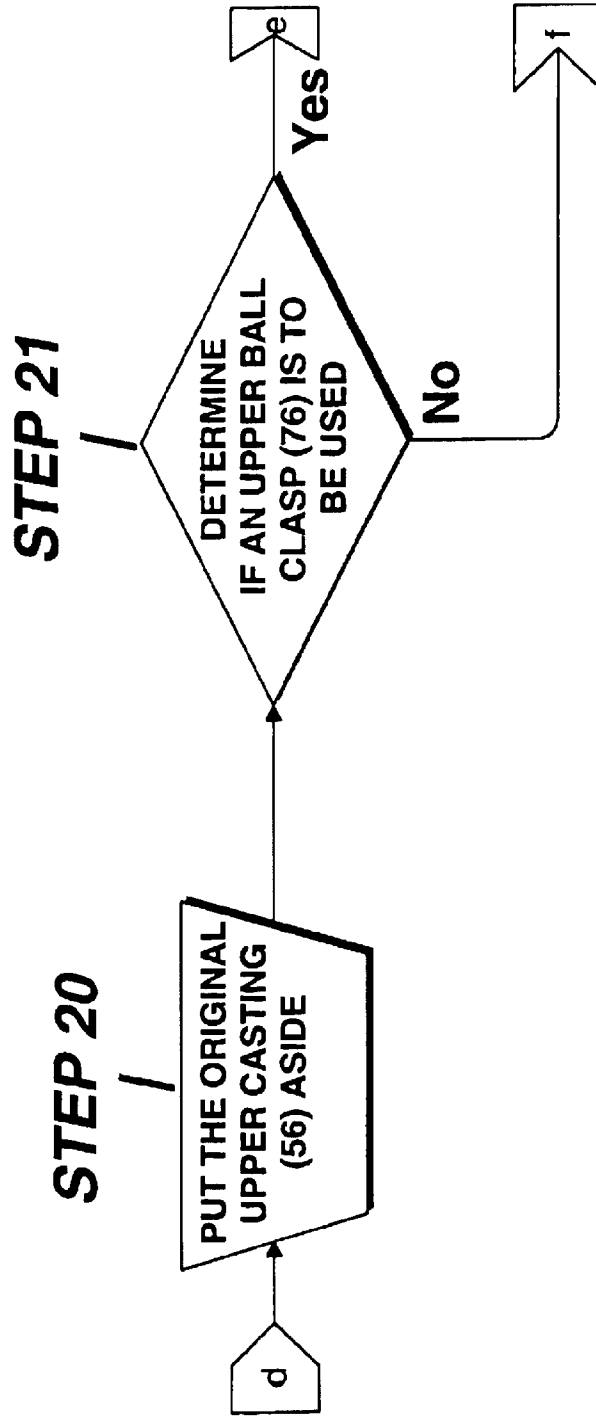 d
STEP 20
PUT THE ORIGINAL
UPPER CASTING
(56) ASIDE
STEP 21
DETERMINE
IF AN UPPER BALL
CLASP (76) IS TO
BE USED
Yes
e
No
f